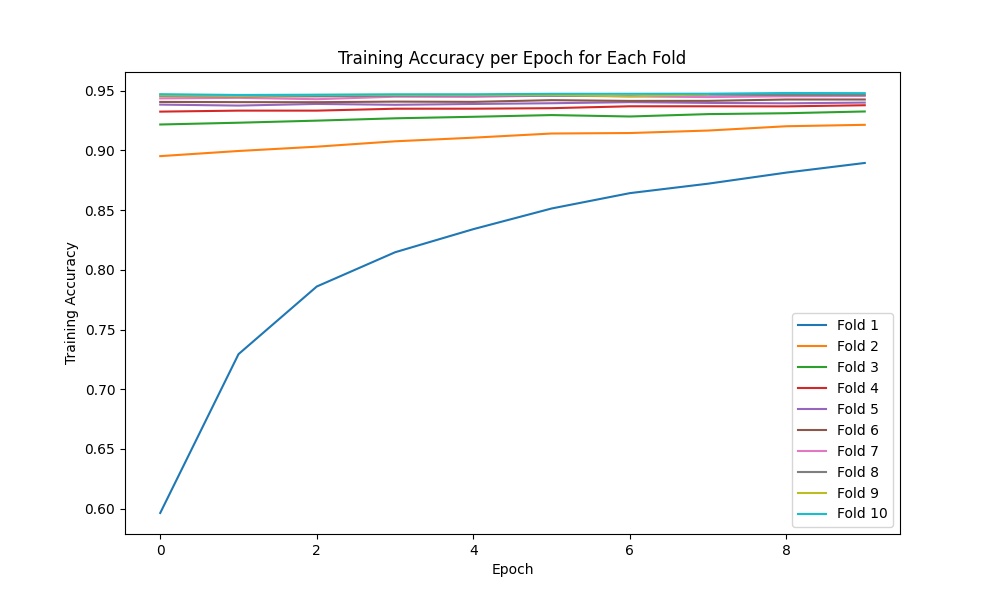 Training Accuracy per Epoch for Each Fold
Training Accuracy
0.95
0.90
0.85
0.80
0.75
0.70
0.65
0.60
0 2 4 6 8
Epoch
Fold 1
Fold 2
Fold 3
Fold 4
Fold 5
Fold 6
Fold 7
Fold 8
Fold 9
Fold 10